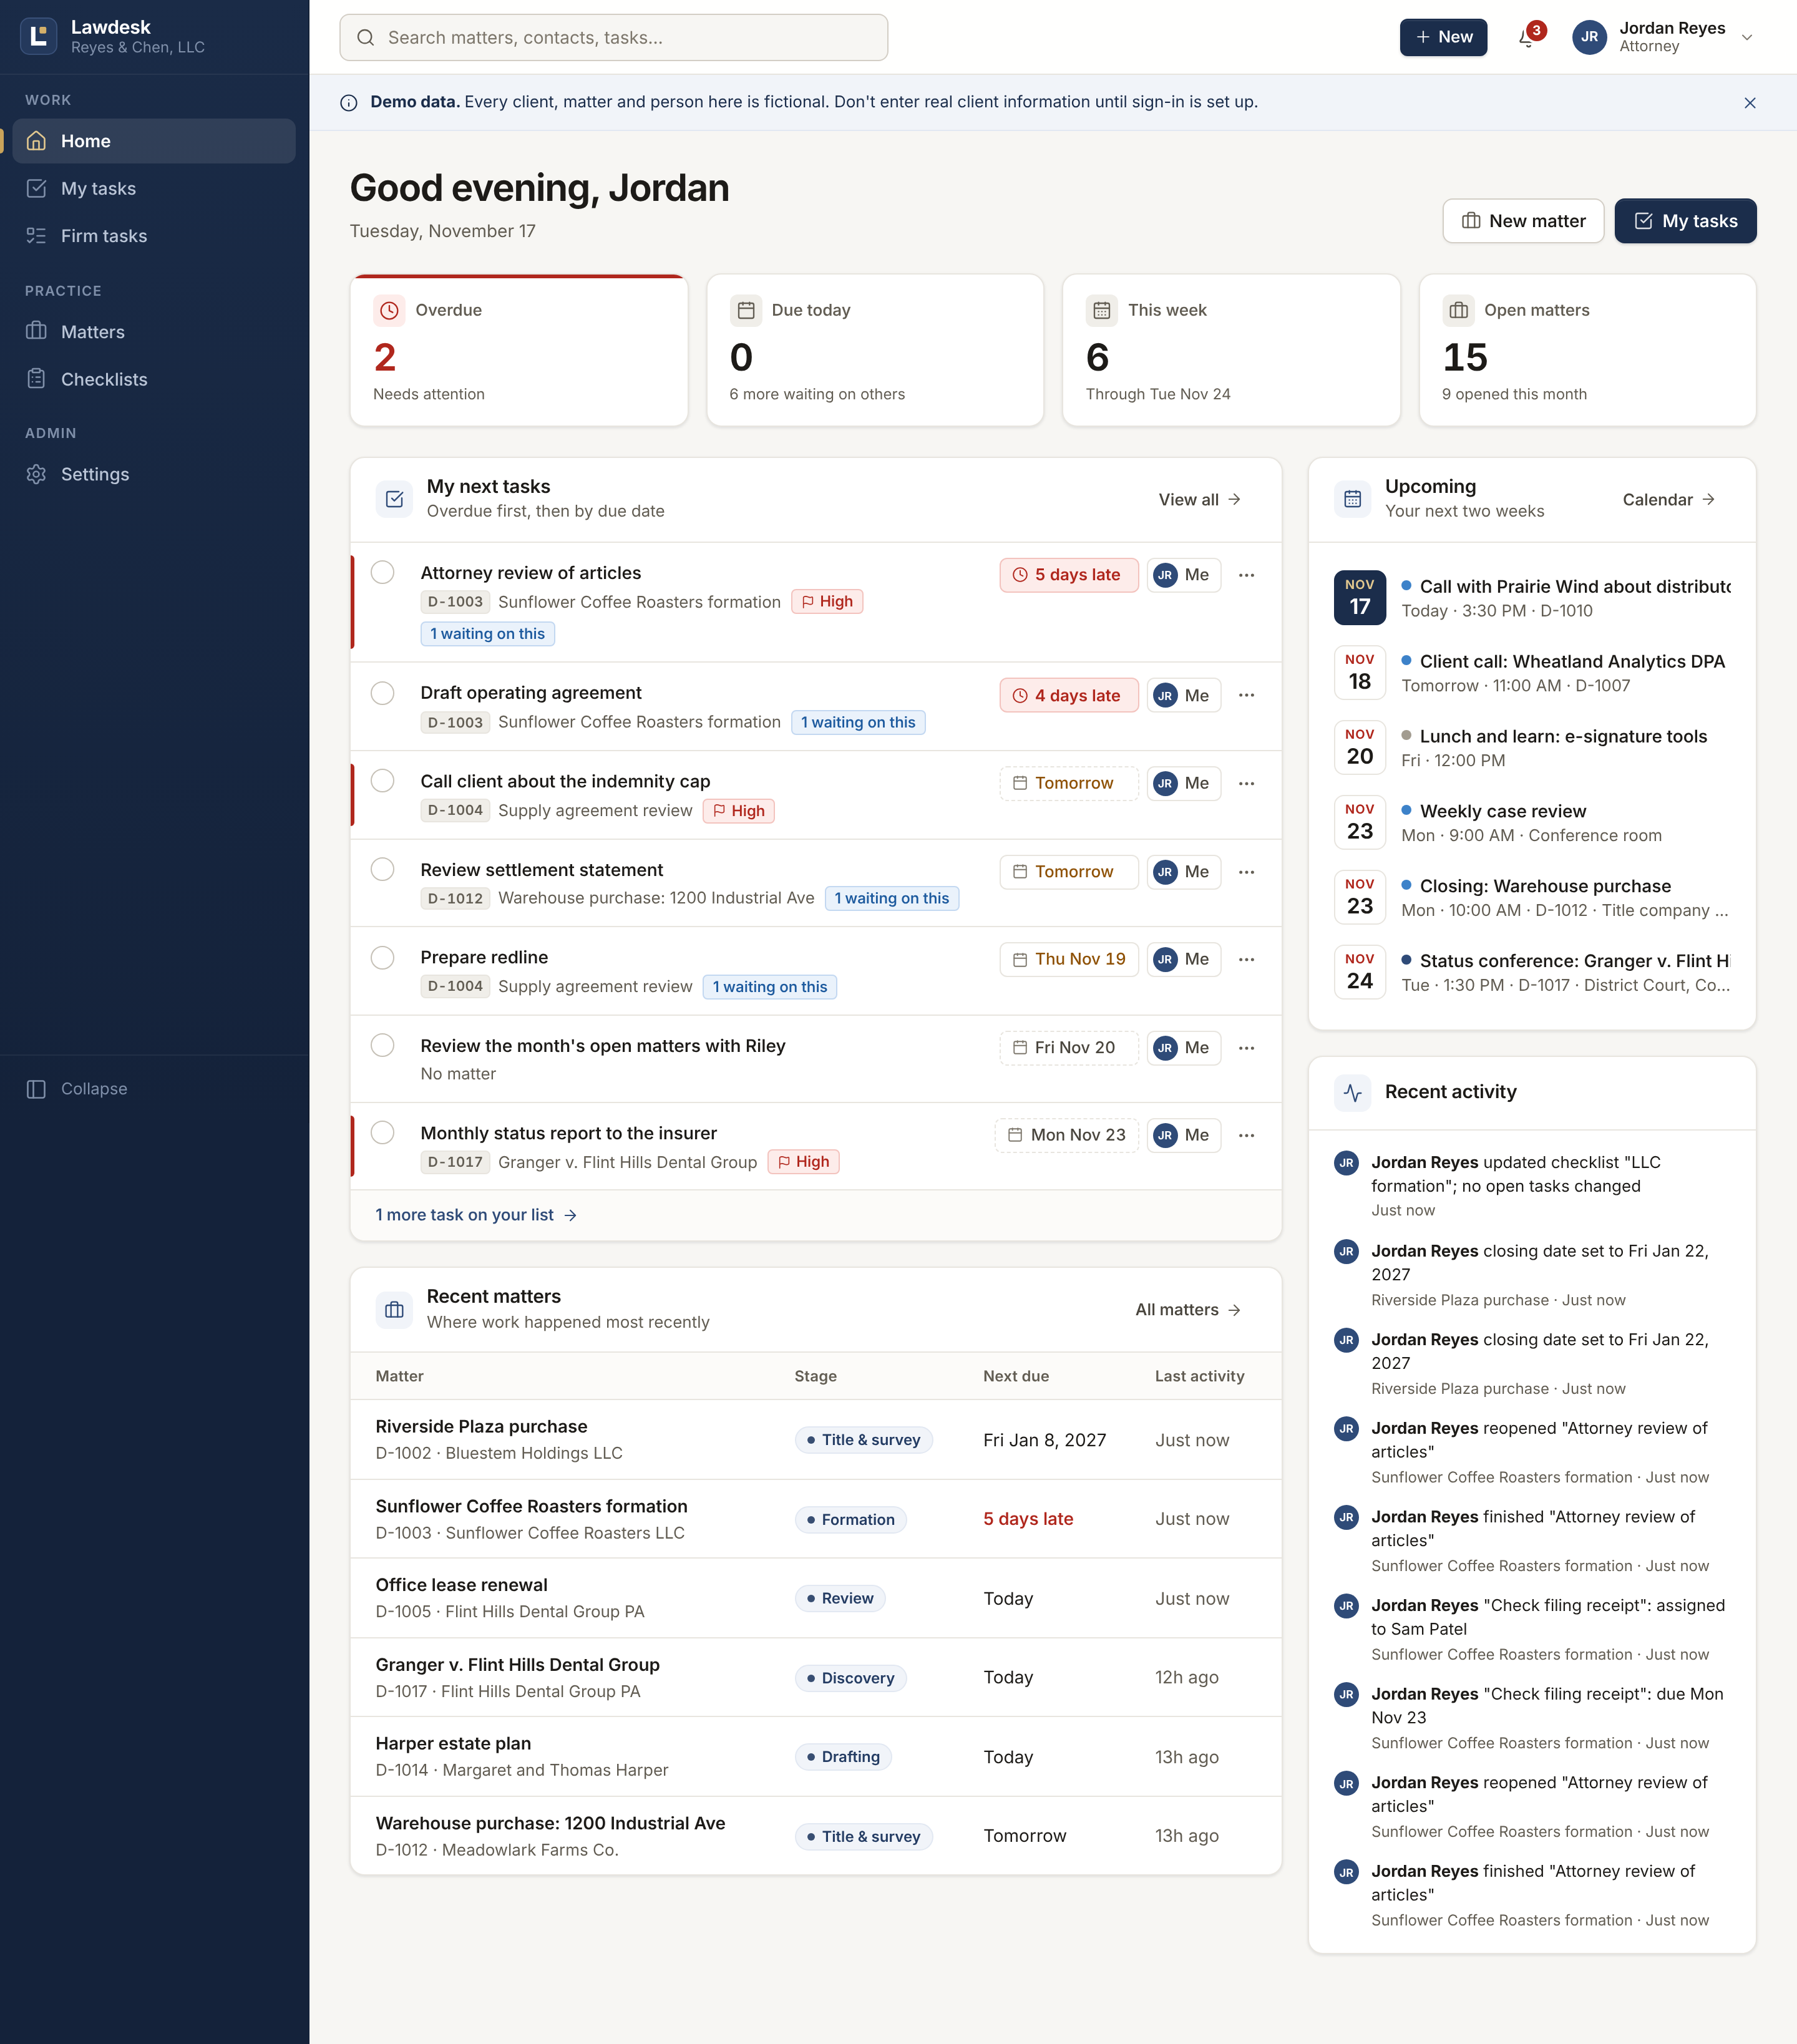 Lawdesk
Reyes & Chen, LLC
WORK
Home
My tasks
Firm tasks
PRACTICE
Matters
Checklists
ADMIN
Settings
Collapse
Search matters, contacts, tasks...
New
3
JR
Jordan Reyes
Attorney
Demo data. Every client, matter and person here is fictional. Don't enter real client information until sign-in is set up.
Good evening, Jordan
Tuesday, November 17
New matter
My tasks
Overdue
2
Needs attention
Due today
0
6 more waiting on others
This week
6
Through Tue Nov 24
Open matters
15
9 opened this month
My next tasks
Overdue first, then by due date
View all
Attorney review of articles
5 days late
JR Me
D-1003 Sunflower Coffee Roasters formation High
1 waiting on this
Draft operating agreement
4 days late
JR Me
D-1003 Sunflower Coffee Roasters formation 1 waiting on this
Call client about the indemnity cap
Tomorrow
JR Me
D-1004 Supply agreement review High
Review settlement statement
Tomorrow
JR Me
D-1012 Warehouse purchase: 1200 Industrial Ave 1 waiting on this
Prepare redline
Thu Nov 19
JR Me
D-1004 Supply agreement review 1 waiting on this
Review the month's open matters with Riley
Fri Nov 20
JR Me
No matter
Monthly status report to the insurer
Mon Nov 23
JR Me
D-1017 Granger v. Flint Hills Dental Group High
1 more task on your list
Recent matters
Where work happened most recently
All matters
Matter Stage Next due Last activity
Riverside Plaza purchase
D-1002 · Bluestem Holdings LLC
Title & survey
Fri Jan 8, 2027
Just now
Sunflower Coffee Roasters formation
D-1003 · Sunflower Coffee Roasters LLC
Formation
5 days late
Just now
Office lease renewal
D-1005 · Flint Hills Dental Group PA
Review
Today
Just now
Granger v. Flint Hills Dental Group
D-1017 · Flint Hills Dental Group PA
Discovery
Today
12h ago
Harper estate plan
D-1014 · Margaret and Thomas Harper
Drafting
Today
13h ago
Warehouse purchase: 1200 Industrial Ave
D-1012 · Meadowlark Farms Co.
Title & survey
Tomorrow
13h ago
Upcoming
Your next two weeks
Calendar
NOV
17
Call with Prairie Wind about
Today · 3:30 PM · D-1010
NOV
18
Client call: Wheatland Analytics DPA
Tomorrow · 11:00 AM · D-1007
NOV
20
Lunch and learn: e-signature tools
Fri · 12:00 PM
NOV
23
Weekly case review
Mon · 9:00 AM · Conference room
NOV
23
Closing: Warehouse purchase
Mon · 10:00 AM · D-1012 · Title company ...
NOV
24
Status conference: Granger v. Flint
Tue · 1:30 PM · D-1017 · District Court, Co...
Recent activity
JR
Jordan Reyes updated checklist "LLC
formation"; no open tasks changed
Just now
JR
Jordan Reyes closing date set to Fri Jan 22,
2027
Riverside Plaza purchase · Just now
JR
Jordan Reyes closing date set to Fri Jan 22,
2027
Riverside Plaza purchase · Just now
JR
Jordan Reyes reopened "Attorney review of
articles"
Sunflower Coffee Roasters formation · Just now
JR
Jordan Reyes finished "Attorney review of
articles"
Sunflower Coffee Roasters formation · Just now
JR
Jordan Reyes "Check filing receipt": assigned
to Sam Patel
Sunflower Coffee Roasters formation · Just now
JR
Jordan Reyes "Check filing receipt": due Mon
Nov 23
Sunflower Coffee Roasters formation · Just now
JR
Jordan Reyes reopened "Attorney review of
articles"
Sunflower Coffee Roasters formation · Just now
JR
Jordan Reyes finished "Attorney review of
articles"
Sunflower Coffee Roasters formation · Just now